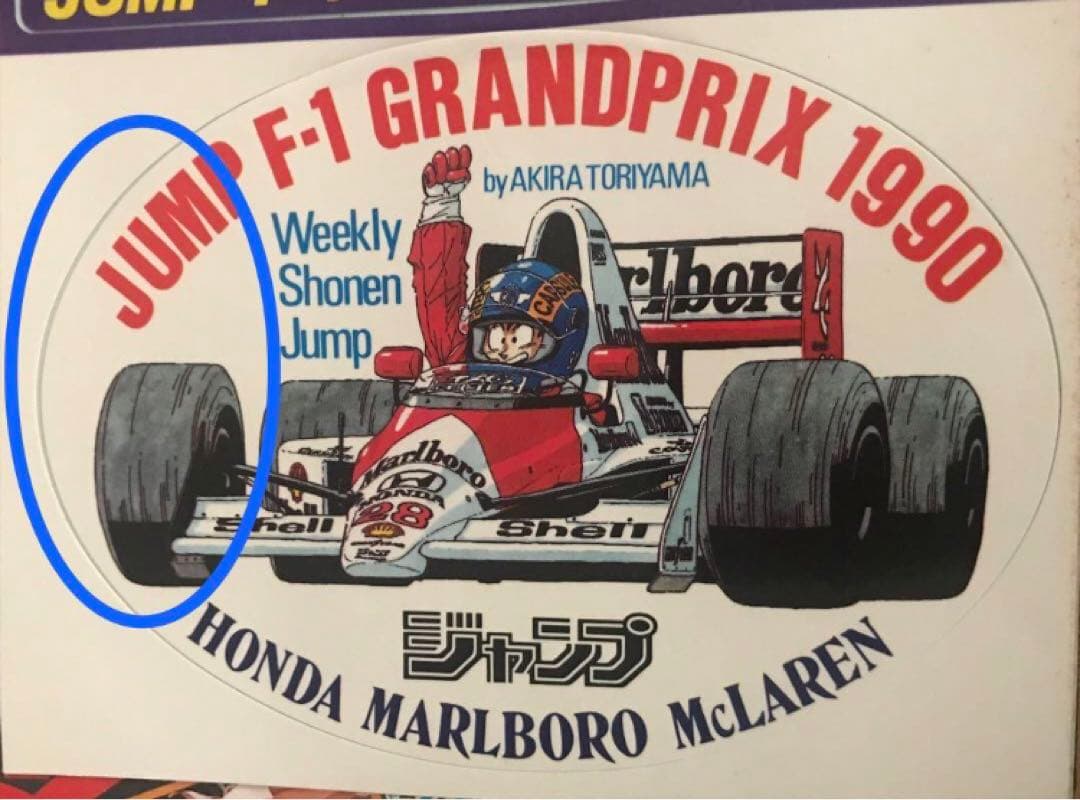 JUMP F-1 GRANDPRIX 1990
by AKIRA TORIYAMA
Weekly
Shonen
Jump
rlboro
Marlboro
HONDA
28
Shell
Shell
ジャンプ
HONDA MARLBORO McLAREN